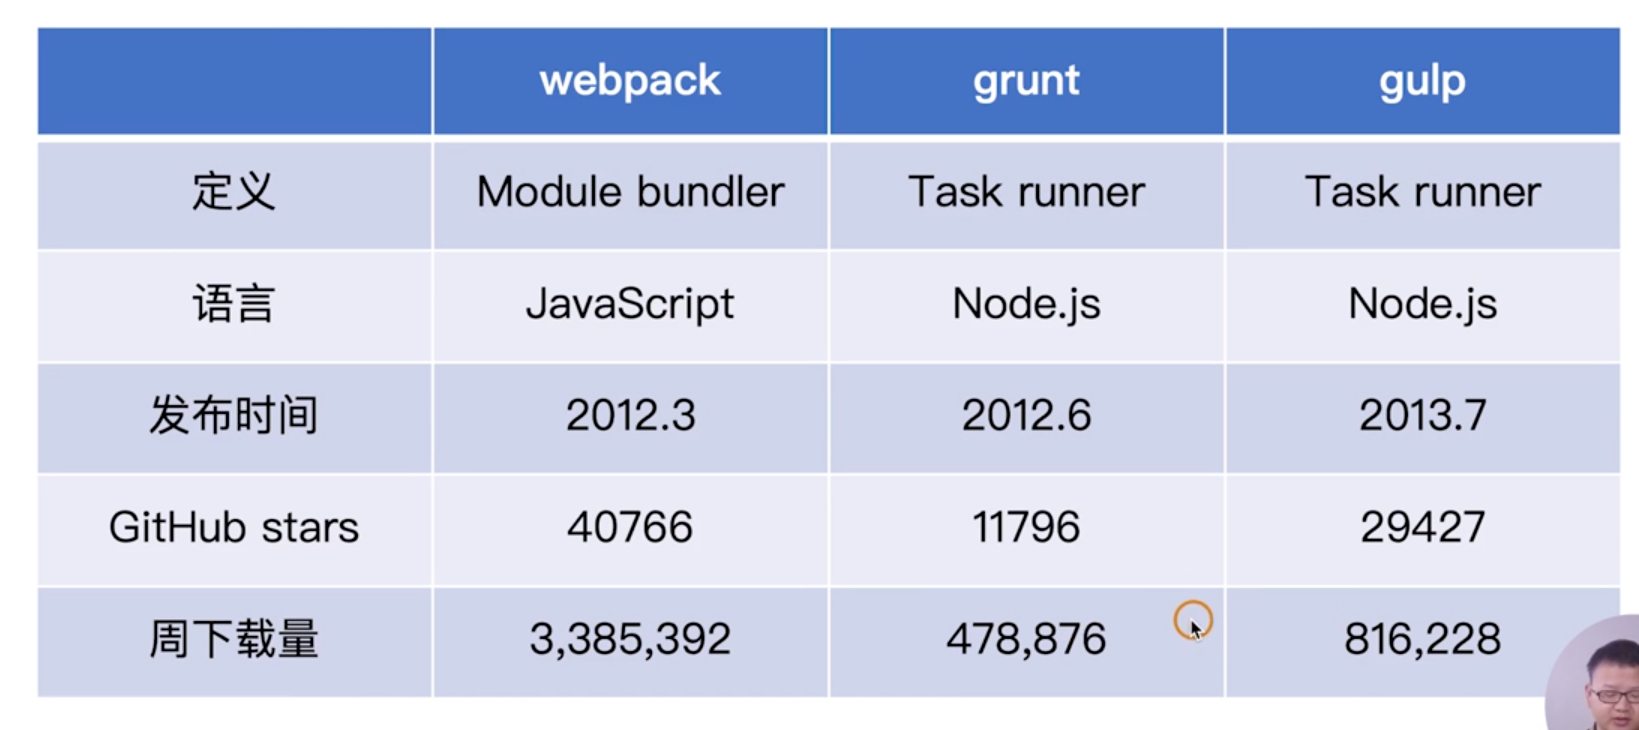 webpack grunt gulp
定义 Module bundler Task runner Task runner
语言 JavaScript Node.js Node.js
发布时间 2012.3 2012.6 2013.7
GitHub stars 40766 11796 29427
周下载量 3,385,392 478,876 816,228